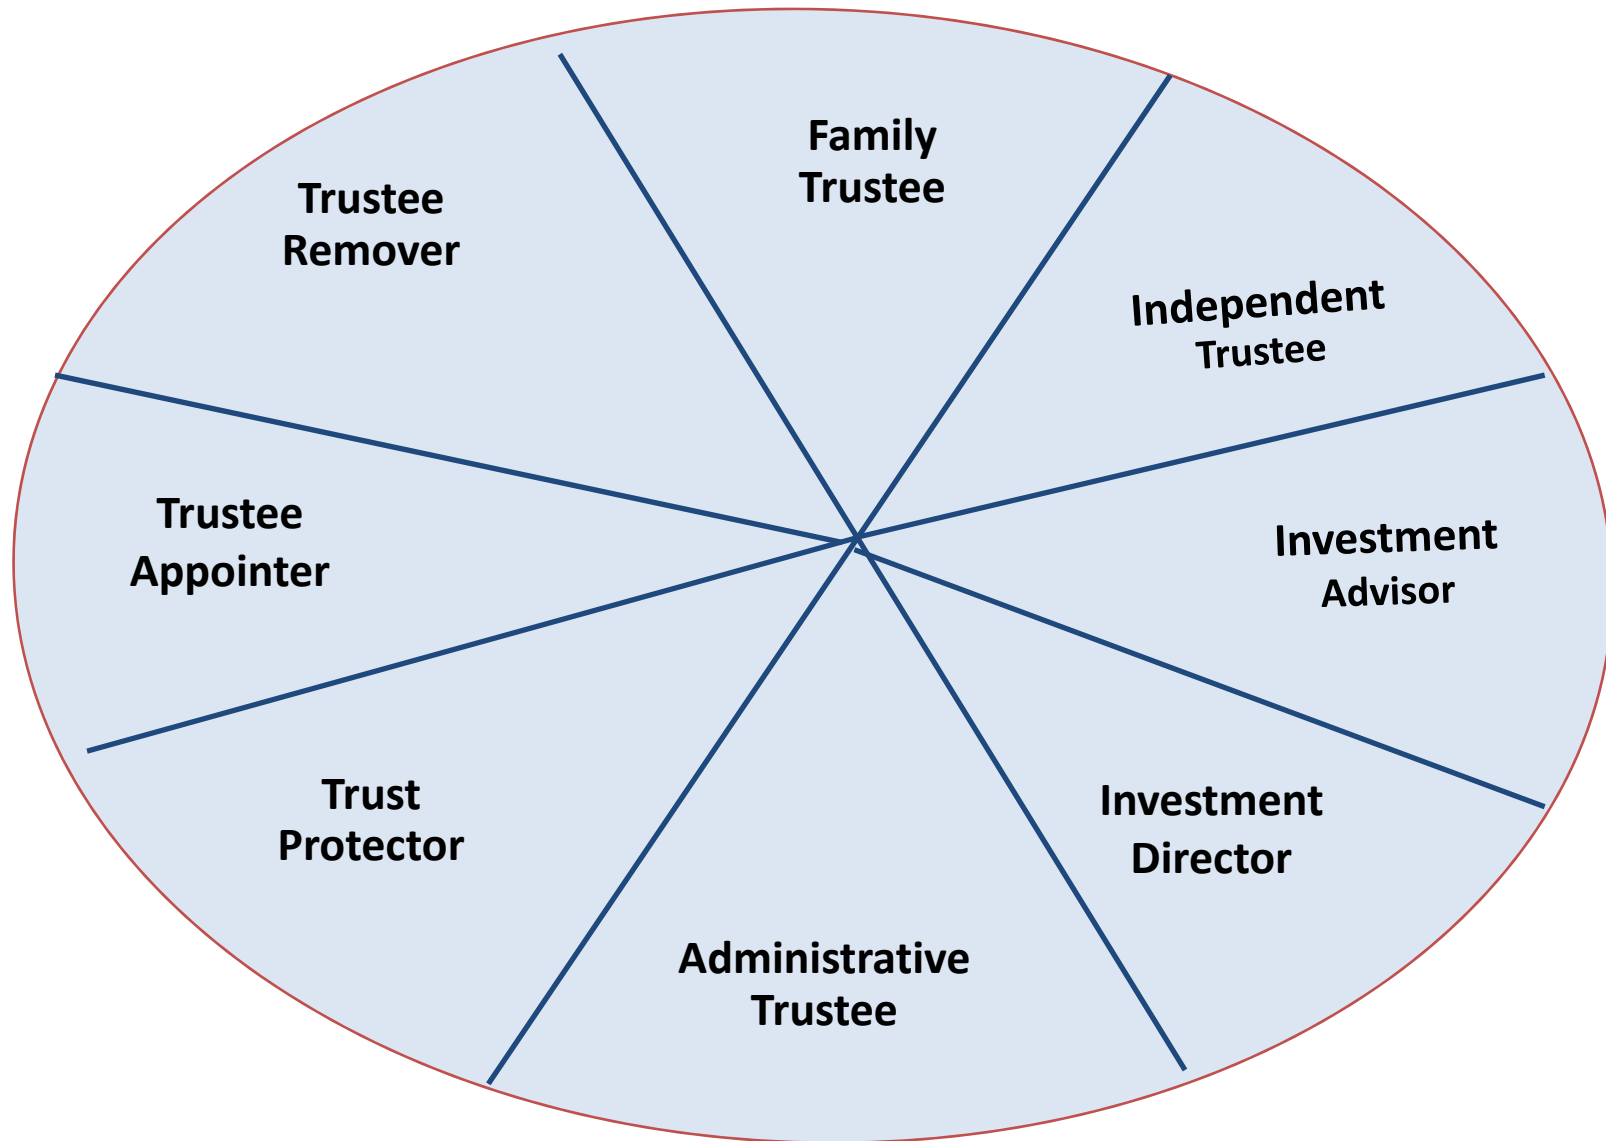 Family
Trustee
Independent
Trustee
Investment
Advisor
Investment
Director
Administrative
Trustee
Trust
Protector
Trustee
Appointer
Trustee
Remover